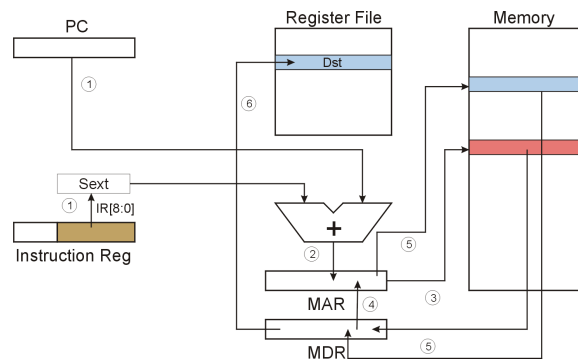 Register File
Memory
PC
Dst
①
⑥
Sext
①
IR[8:0]
+
⑤
Instruction Reg
②
③
MAR
④
⑤
MDR